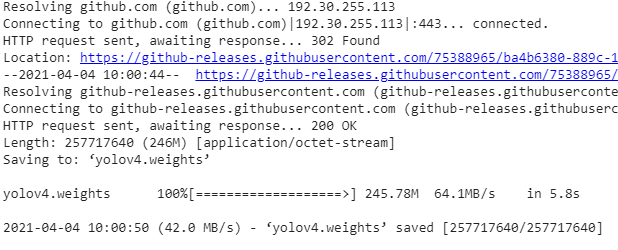 Resolving github.com (github.com)... 192.30.255.113
Connecting to github.com (github.com)|192.30.255.113|:443... connected.
HTTP request sent, awaiting response... 302 Found
Location: https://github-releases.githubusercontent.com/75388965/ba4b6380-889c-1
--2021-04-04 10:00:44--  https://github-releases.githubusercontent.com/75388965/
Resolving github-releases.githubusercontent.com (github-releases.githubuserconte
Connecting to github-releases.githubusercontent.com (github-releases.githubuserc
HTTP request sent, awaiting response... 200 OK
Length: 257717640 (246M) [application/octet-stream]
Saving to: ‘yolov4.weights’
yolov4.weights      100%[===================>] 245.78M  64.1MB/s    in 5.8s
2021-04-04 10:00:50 (42.0 MB/s) - ‘yolov4.weights’ saved [257717640/257717640]